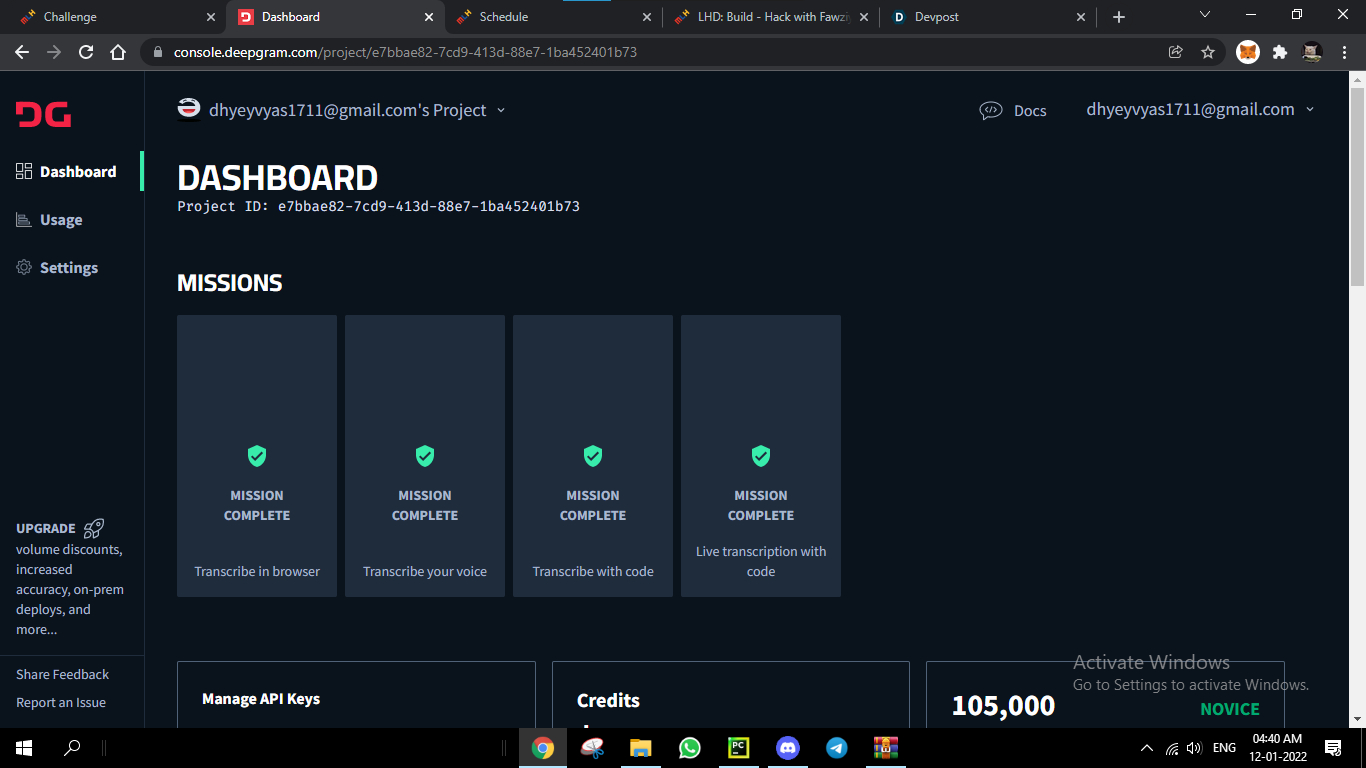 Challenge
Dashboard
Schedule
LHD: Build - Hack with Fawzi
Devpost
console.deepgram.com/project/e7bbae82-7cd9-413d-88e7-1ba452401b73
DG
dhyeyvyas1711@gmail.com's Project
Docs
dhyeyvyas1711@gmail.com
Dashboard
Usage
Settings
DASHBOARD
Project ID: e7bbae82-7cd9-413d-88e7-1ba452401b73
MISSIONS
MISSION
COMPLETE
Transcribe in browser
MISSION
COMPLETE
Transcribe your voice
MISSION
COMPLETE
Transcribe with code
MISSION
COMPLETE
Live transcription with
code
UPGRADE
volume discounts,
increased
accuracy, on-prem
deploys, and
more...
Share Feedback
Report an Issue
Manage API Keys
Credits
105,000
NOVICE
Activate Windows
Go to Settings to activate Windows.
PC
ENG
04:40 AM
12-01-2022